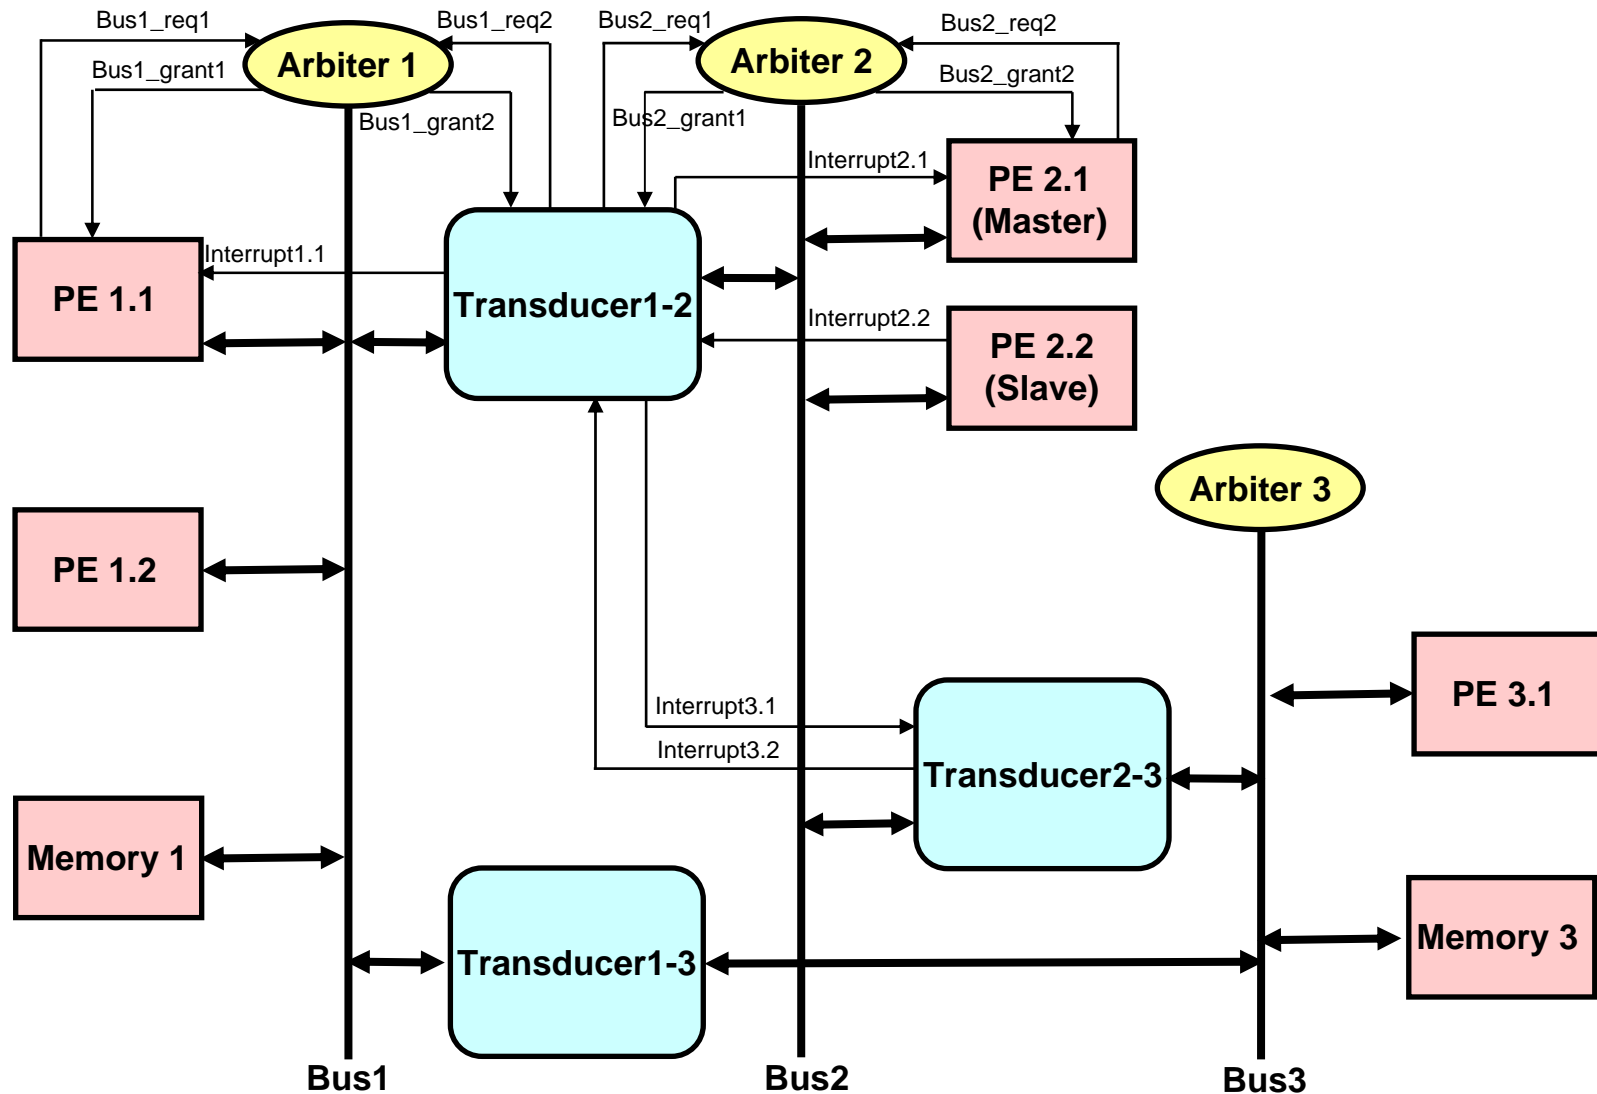 Bus1_req1
Bus1_req2
Bus2_req1
Bus2_req2
Arbiter 1
Arbiter 2
Bus1_grant1
Bus2_grant2
Bus1_grant2
Bus2_grant1
Interrupt2.1
PE 2.1
(Master)
Interrupt1.1
PE 1.1
Transducer1-2
Interrupt2.2
PE 2.2
(Slave)
Arbiter 3
PE 1.2
PE 3.1
Interrupt3.1
Interrupt3.2
Transducer2-3
Memory 1
Memory 3
Transducer1-3
Bus1
Bus2
Bus3